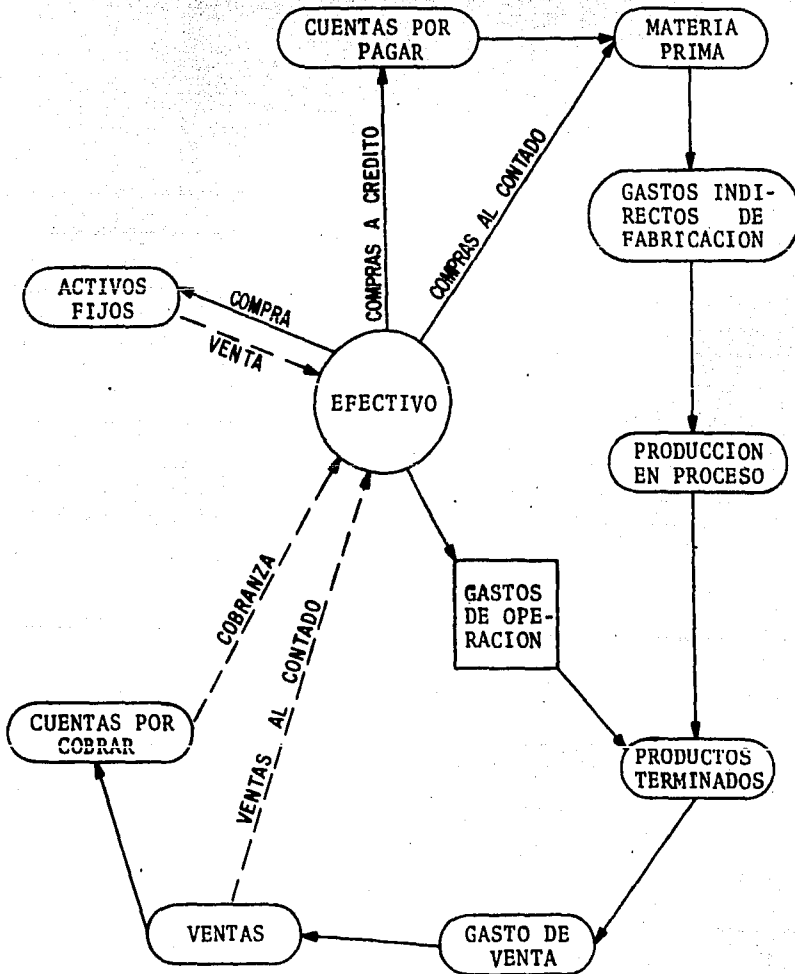 CUENTAS POR
PAGAR
MATERIA
PRIMA
COMPRAS A CREDITO
COMPRAS AL CONTADO
GASTOS INDI-
RECTOS DE
FABRICACION
ACTIVOS
FIJOS
COMPRA
VENTA
EFECTIVO
PRODUCCION
EN PROCESO
GASTOS
DE OPE-
RACION
COBRANZA
VENTAS AL CONTADO
CUENTAS POR
COBRAR
PRODUCTOS
TERMINADOS
VENTAS
GASTO DE
VENTA